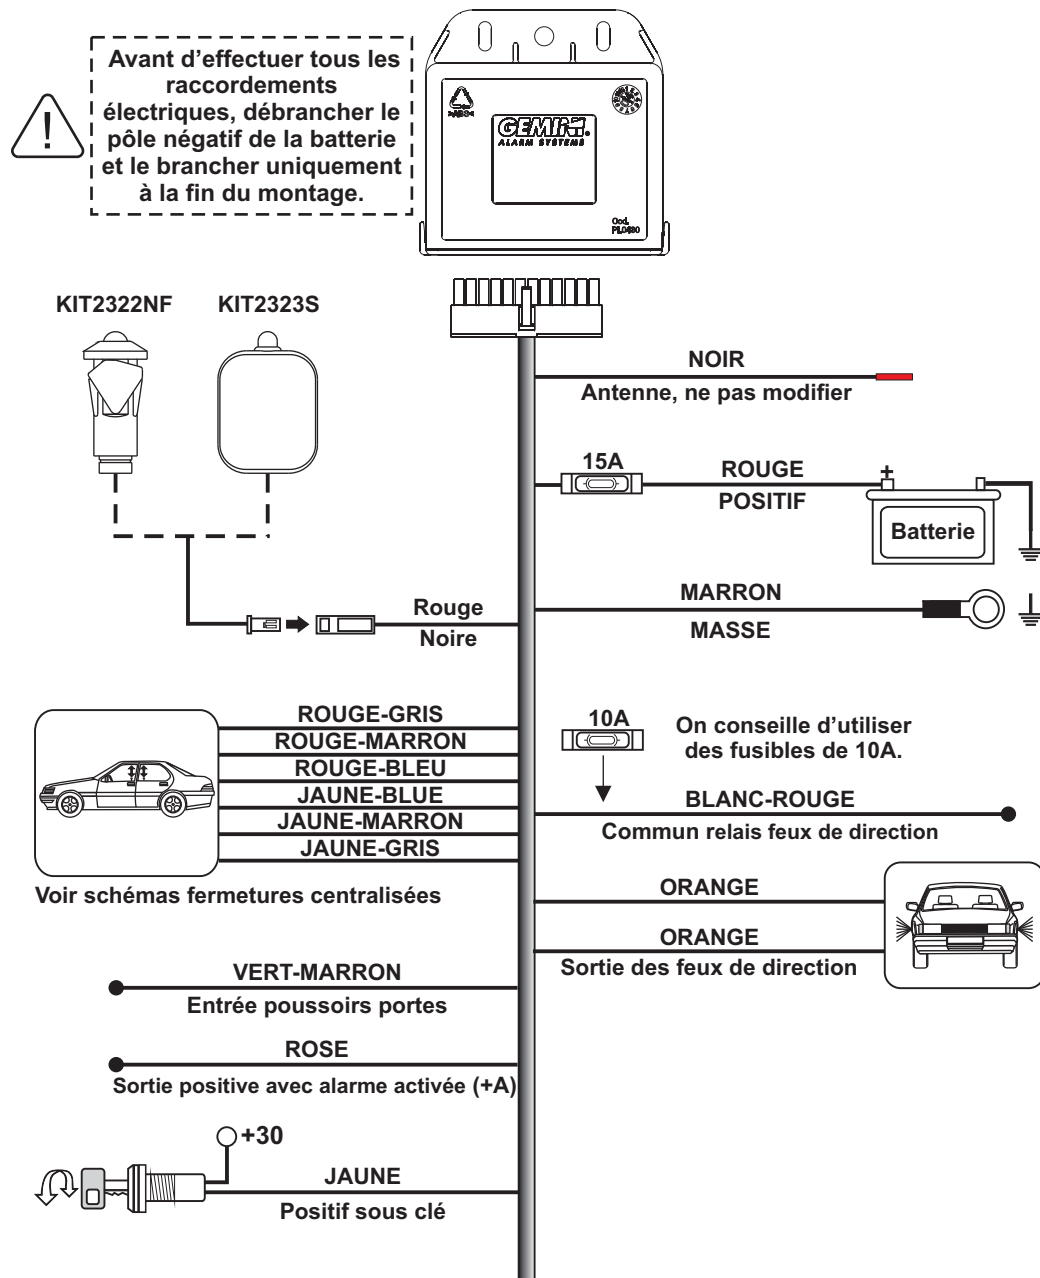 Avant d'effectuer tous les
raccordements
électriques, débrancher le
pôle négatif de la batterie
et le brancher uniquement
à la fin du montage.
!
>ABS<
GEMINI.
ALARM SYSTEMS
Cod.
KIT2322NF
KIT2323S
NOIR
Antenne, ne pas modifier
15A
ROUGE
POSITIF
+
Batterie
MARRON
MASSE
Rouge
Noire
ROUGE-GRIS
ROUGE-MARRON
ROUGE-BLEU
JAUNE-BLUE
JAUNE-MARRON
JAUNE-GRIS
Voir schémas fermetures centralisées
10A
On conseille d'utiliser
des fusibles de 10A.
BLANC-ROUGE
Commun relais feux de direction
ORANGE
ORANGE
Sortie des feux de direction
VERT-MARRON
Entrée poussoirs portes
ROSE
Sortie positive avec alarme activée (+A)
+30
JAUNE
Positif sous clé